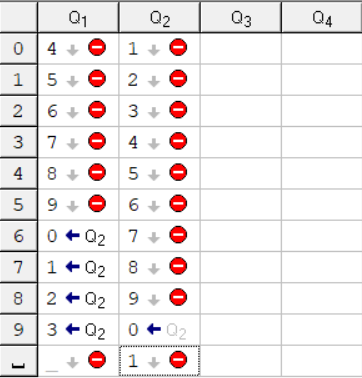 Q1 Q2 Q3 Q4
0 4 1
1 5 2
2 6 3
3 7 4
4 8 5
5 9 6
6 0 Q2 7
7 1 Q2 8
8 2 Q2 9
9 3 Q2 0 Q2
␣ _ 1